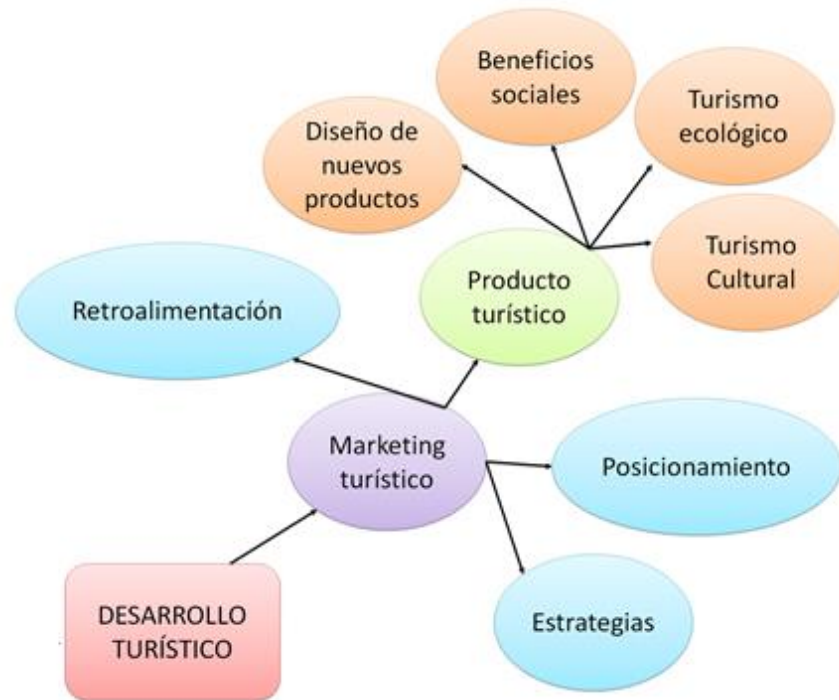 Beneficios
sociales
Turismo
ecológico
Diseño de
nuevos
productos
Turismo
Cultural
Retroalimentación
Producto
turístico
Marketing
turístico
Posicionamiento
DESARROLLO
TURÍSTICO
Estrategias